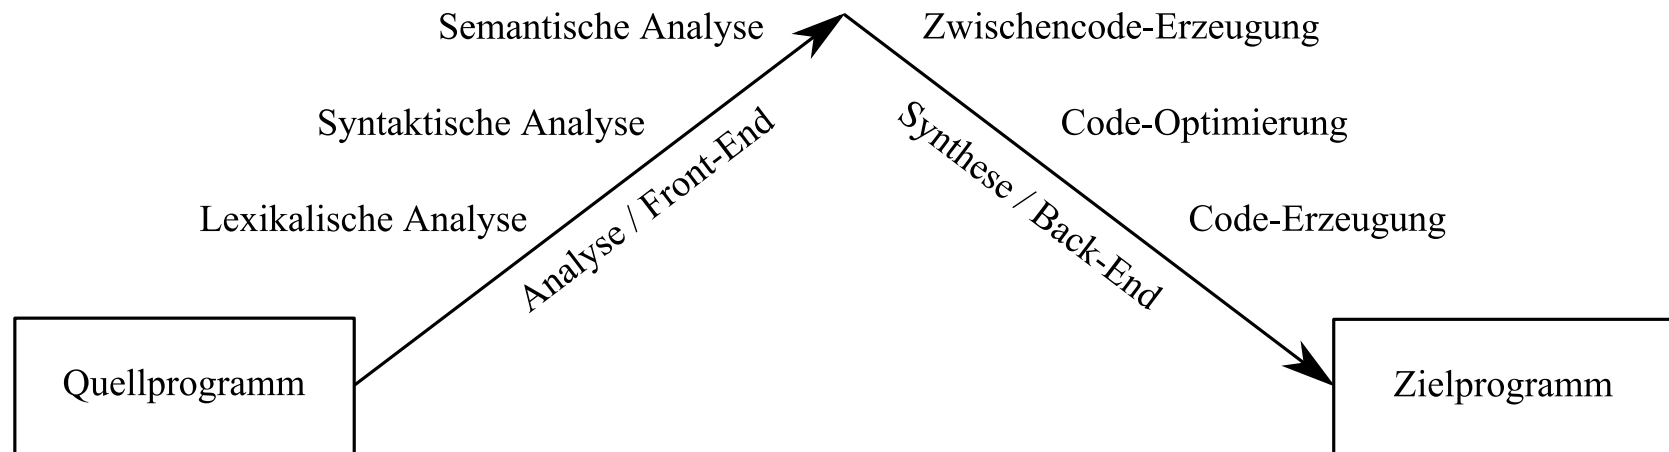 Semantische Analyse
Zwischencode-Erzeugung
Syntaktische Analyse
Code-Optimierung
Lexikalische Analyse
Code-Erzeugung
Analyse / Front-End
Synthese / Back-End
Quellprogramm
Zielprogramm